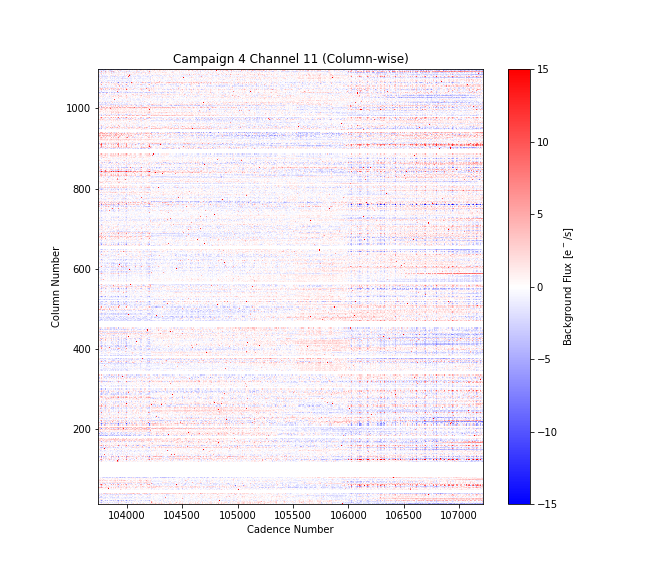 Campaign 4 Channel 11 (Column-wise)
1000
800
600
400
200
Column Number
104000 104500 105000 105500 106000 106500 107000
Cadence Number
15
10
5
0
−5
−10
−15
Background Flux [e⁻/s]